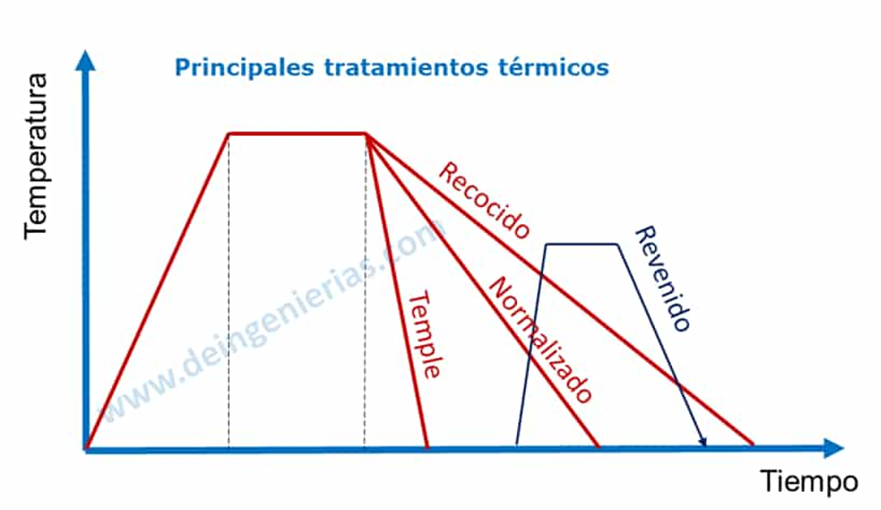 Principales tratamientos térmicos
Temperatura
Recocido
Revenido
Normalizado
Temple
www.deingenierias.com
Tiempo